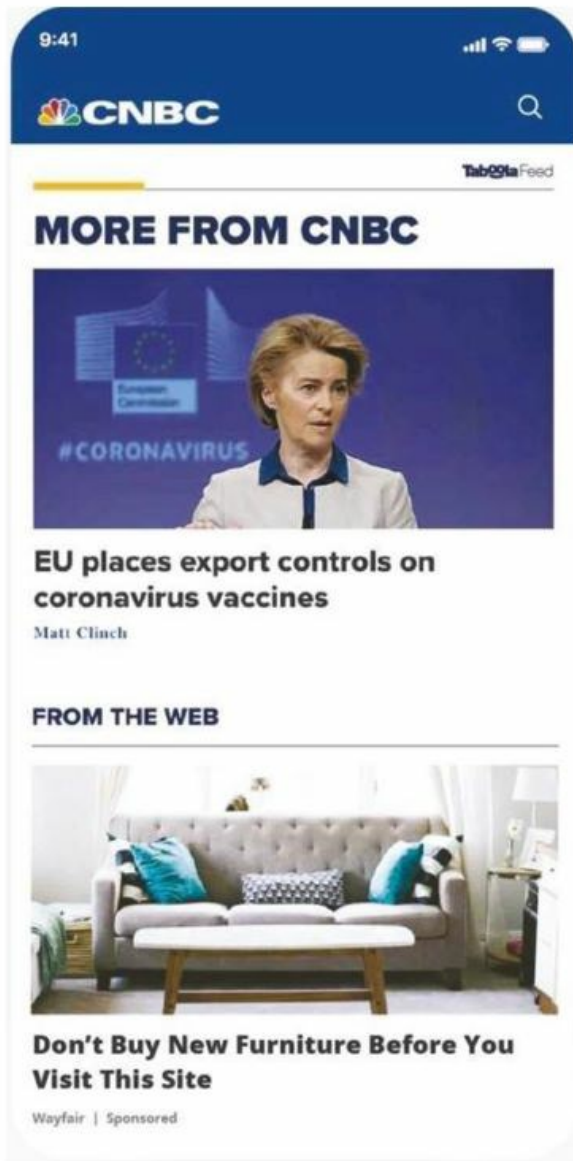 9:41
CNBC
Taboola Feed
MORE FROM CNBC
European
Commission
#CORONAVIRUS
EU places export controls on
coronavirus vaccines
Matt Clinch
FROM THE WEB
Don’t Buy New Furniture Before You
Visit This Site
Wayfair | Sponsored